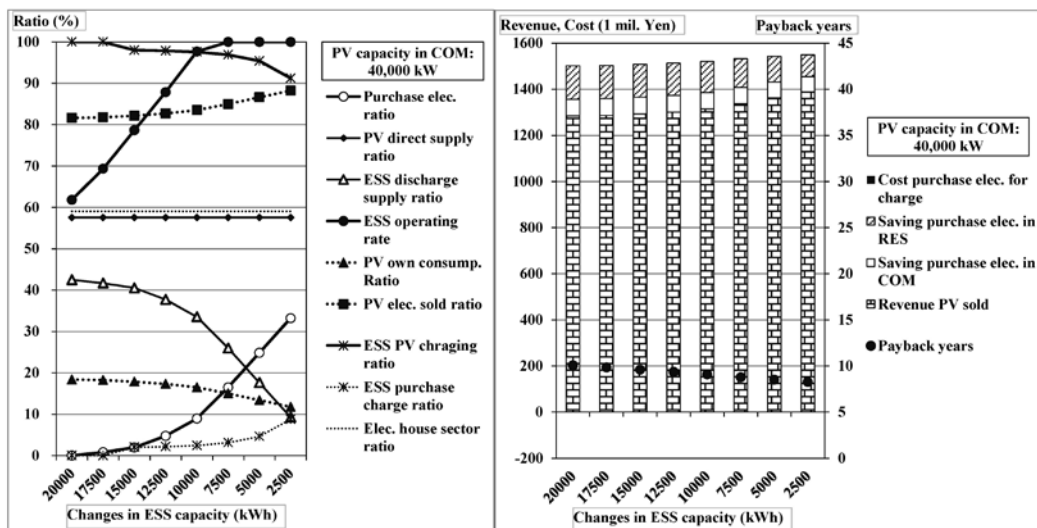 Ratio (%)
100
90
80
70
60
50
40
30
20
10
0
20000
17500
15000
12500
10000
7500
5000
2500
Changes in ESS capacity (kWh)
PV capacity in COM:
40,000 kW
Purchase elec.
ratio
PV direct supply
ratio
ESS discharge
supply ratio
ESS operating
rate
PV own consump.
Ratio
PV elec. sold ratio
ESS PV chraging
ratio
ESS purchase
charge ratio
Elec. house sector
ratio
Revenue, Cost (1 mil. Yen)
Payback years
1600
1400
1200
1000
800
600
400
200
0
-200
45
40
35
30
25
20
15
10
5
0
20000
17500
15000
12500
10000
7500
5000
2500
Changes in ESS capacity (kWh)
PV capacity in COM:
40,000 kW
Cost purchase elec. for
charge
Saving purchase elec. in
RES
Saving purchase elec. in
COM
Revenue PV sold
Payback years